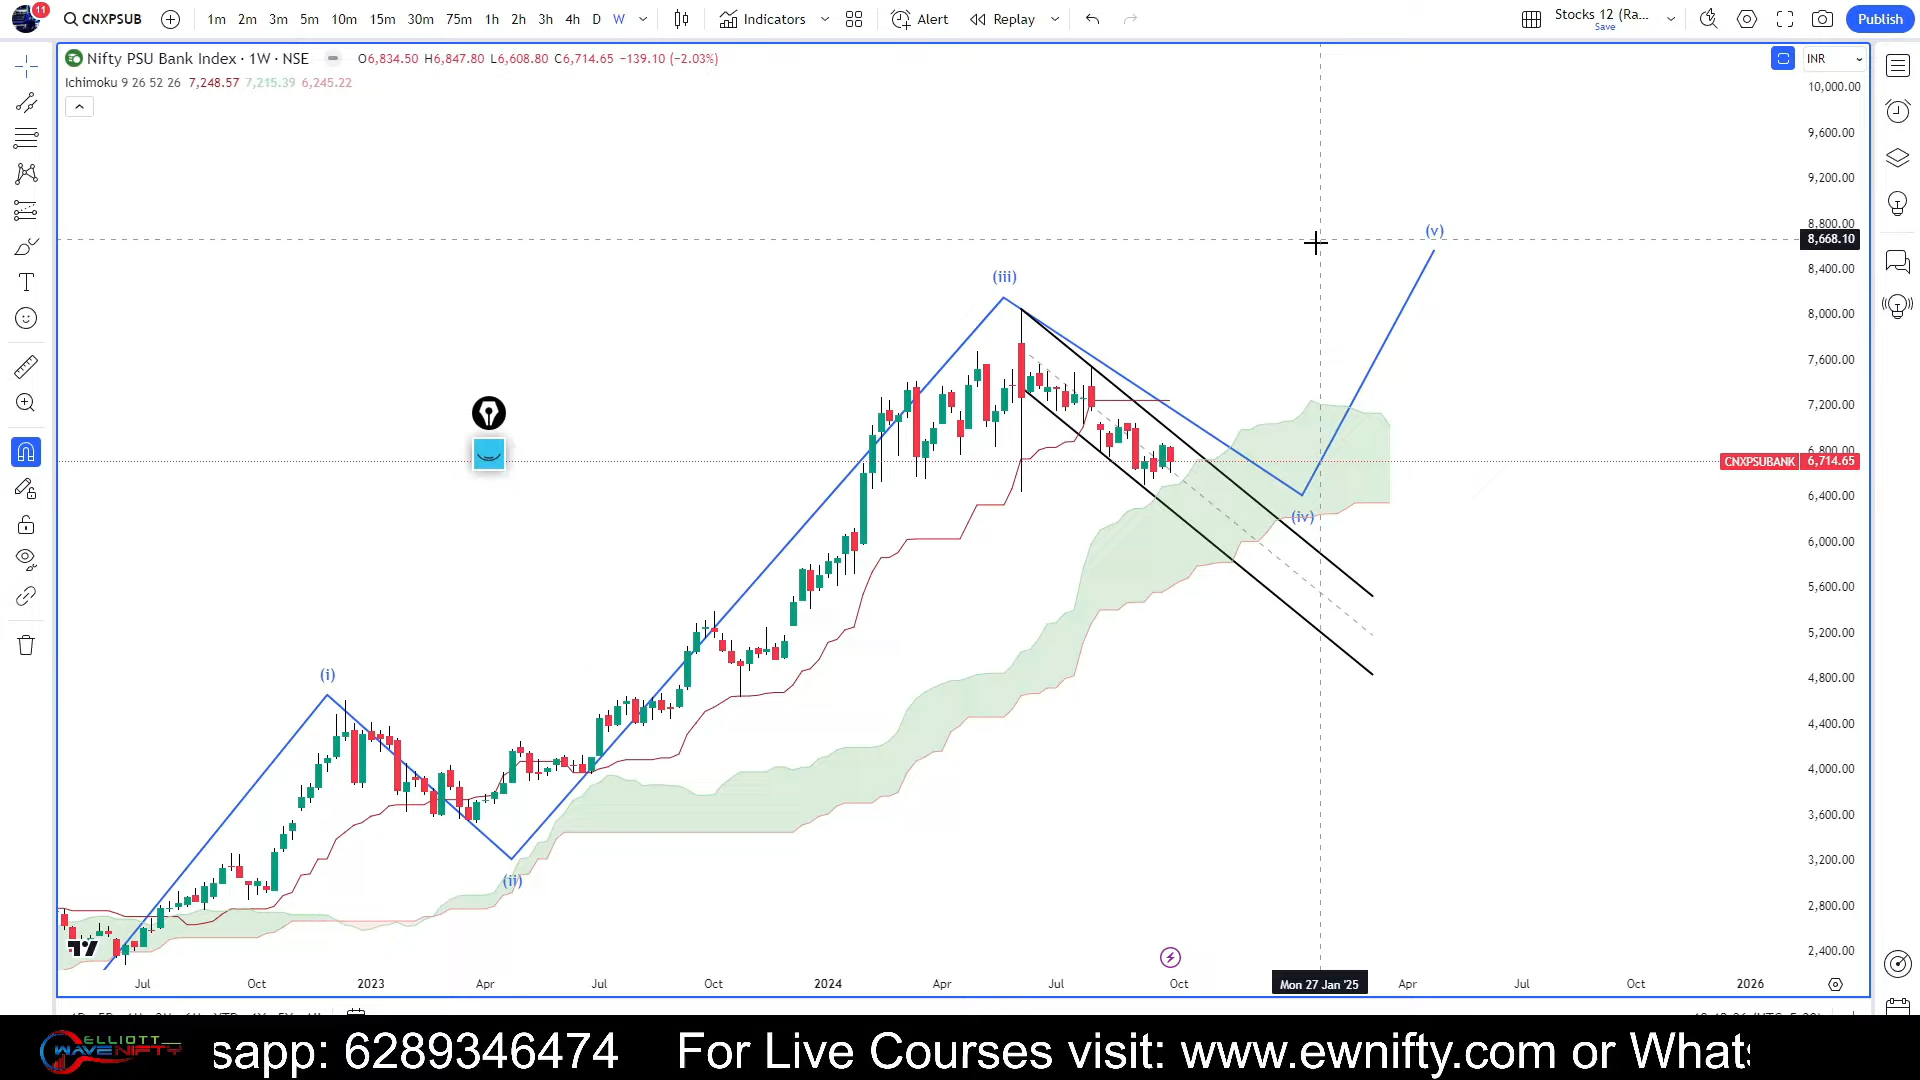 11
CNXPSUB
1m 2m 3m 5m 10m 15m 30m 75m 1h 2h 3h 4h D W
Indicators
Alert
Replay
Stocks 12 (Ra...
Save
Publish
Nifty PSU Bank Index · 1W · NSE
O6,834.50 H6,847.80 L6,608.80 C6,714.65 −139.10 (−2.03%)
Ichimoku 9 26 52 26 7,248.57 7,215.39 6,245.22
INR
10,000.00
9,600.00
9,200.00
8,800.00
8,668.10
8,400.00
8,000.00
7,600.00
7,200.00
6,800.00
CNXPSUBANK 6,714.65
6,400.00
6,000.00
5,600.00
5,200.00
4,800.00
4,400.00
4,000.00
3,600.00
3,200.00
2,800.00
2,400.00
(v)
(iii)
(iv)
(i)
(ii)
Jul Oct 2023 Apr Jul Oct 2024 Apr Jul Oct Mon 27 Jan '25 Apr Jul Oct 2026
ELLIOTT
WAVE NIFTY
sapp: 6289346474 For Live Courses visit: www.ewnifty.com or What